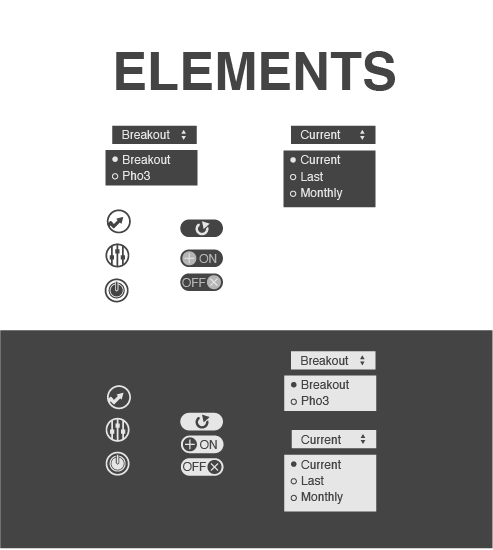 ELEMENTS
Breakout
Breakout
Pho3
Current
Current
Last
Monthly
ON
OFF
Breakout
Breakout
Pho3
Current
Current
Last
Monthly
ON
OFF